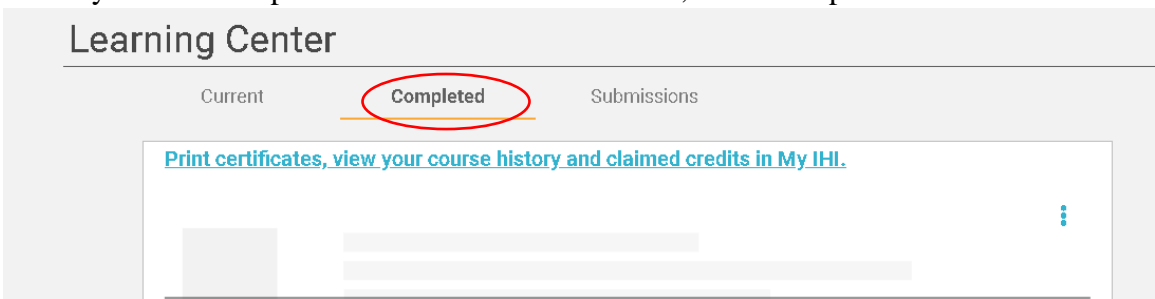 Learning Center
Current Completed Submissions
Print certificates, view your course history and claimed credits in My IHI.